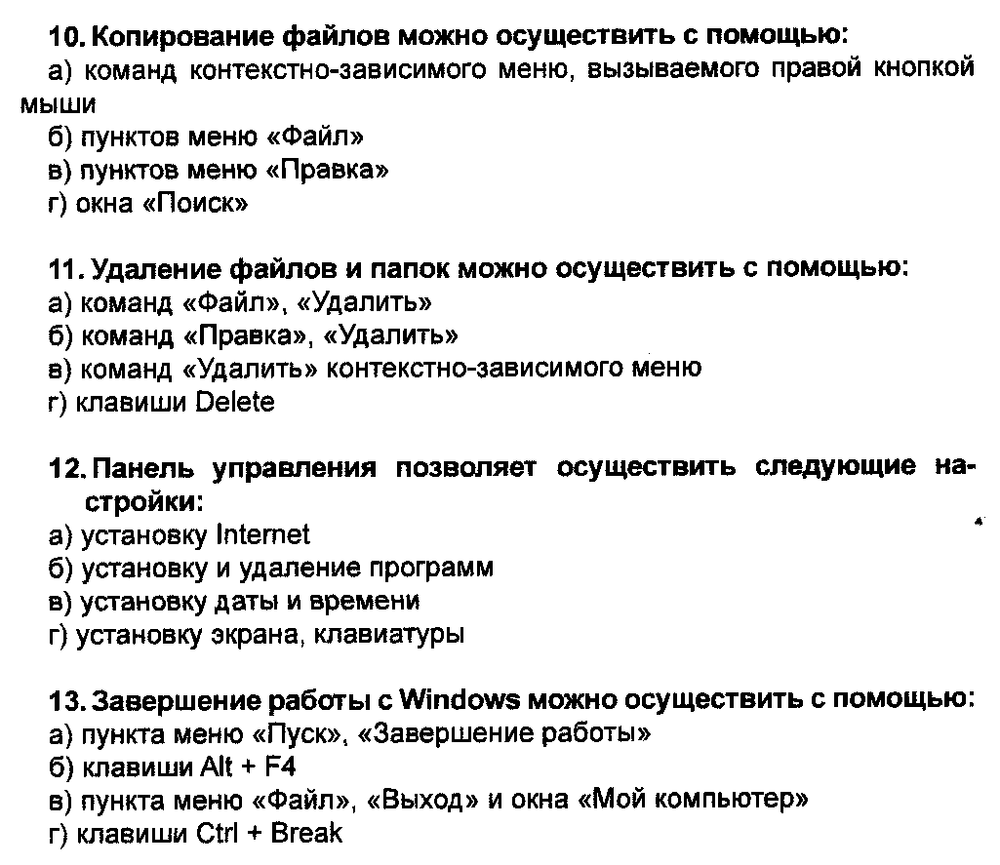 10. Копирование файлов можно осуществить с помощью:
а) команд контекстно-зависимого меню, вызываемого правой кнопкой
мыши
б) пунктов меню «Файл»
в) пунктов меню «Правка»
г) окна «Поиск»
11. Удаление файлов и папок можно осуществить с помощью:
а) команд «Файл», «Удалить»
б) команд «Правка», «Удалить»
в) команд «Удалить» контекстно-зависимого меню
г) клавиши Delete
12. Панель управления позволяет осуществить следующие на-
стройки:
а) установку Internet
б) установку и удаление программ
в) установку даты и времени
г) установку экрана, клавиатуры
13. Завершение работы с Windows можно осуществить с помощью:
а) пункта меню «Пуск», «Завершение работы»
б) клавиши Alt + F4
в) пункта меню «Файл», «Выход» и окна «Мой компьютер»
г) клавиши Ctrl + Break